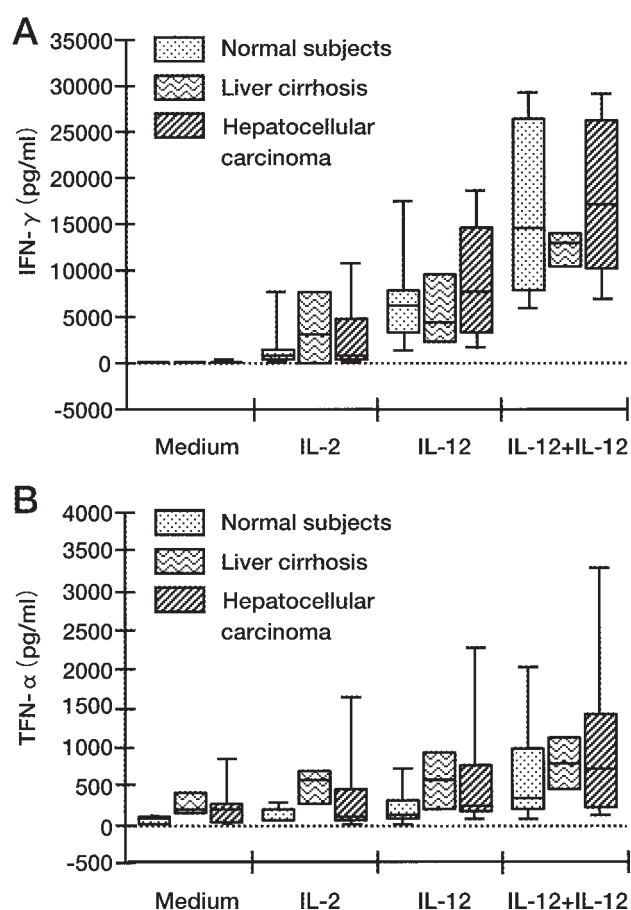 A
35000
30000
25000
20000
15000
10000
5000
0
-5000
IFN-γ (pg/ml)
Normal subjects
Liver cirrhosis
Hepatocellular
carcinoma
Medium IL-2 IL-12 IL-12+IL-12
B
4000
3500
3000
2500
2000
1500
1000
500
0
-500
TFN-α (pg/ml)
Normal subjects
Liver cirrhosis
Hepatocellular
carcinoma
Medium IL-2 IL-12 IL-12+IL-12